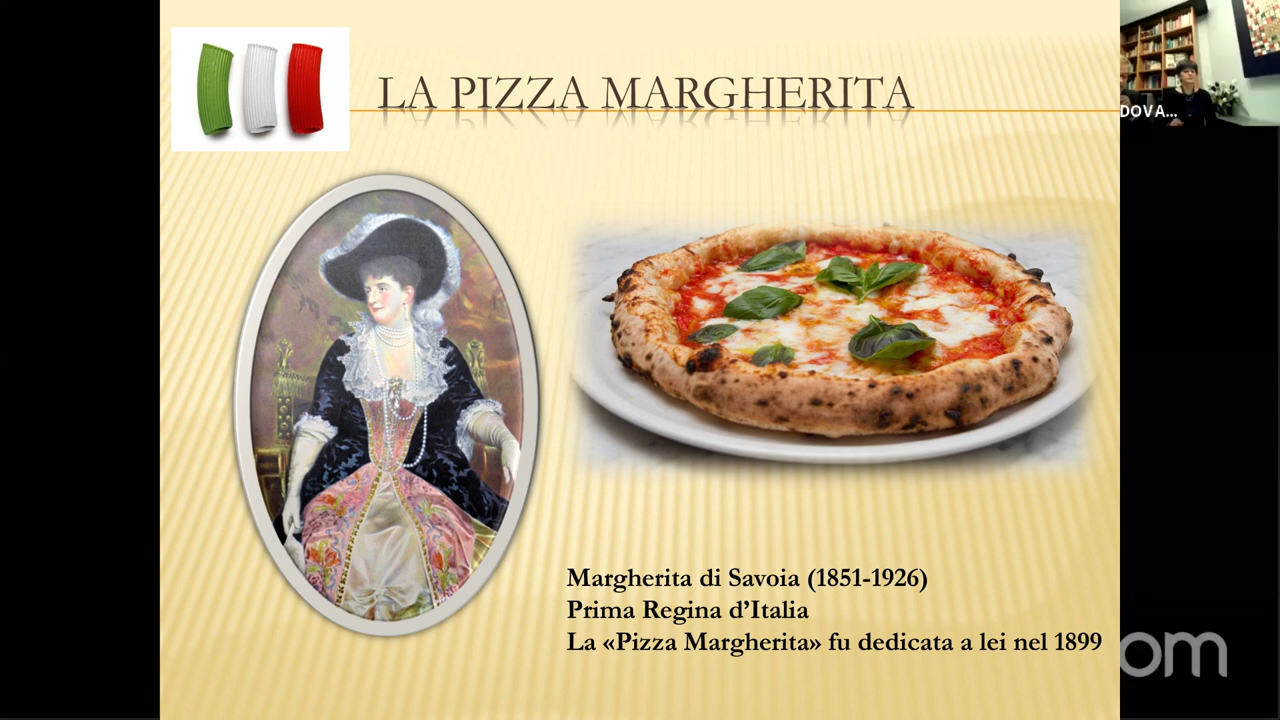 LA PIZZA MARGHERITA
DOV A...
Margherita di Savoia (1851-1926)
Prima Regina d’Italia
La «Pizza Margherita» fu dedicata a lei nel 1899
om